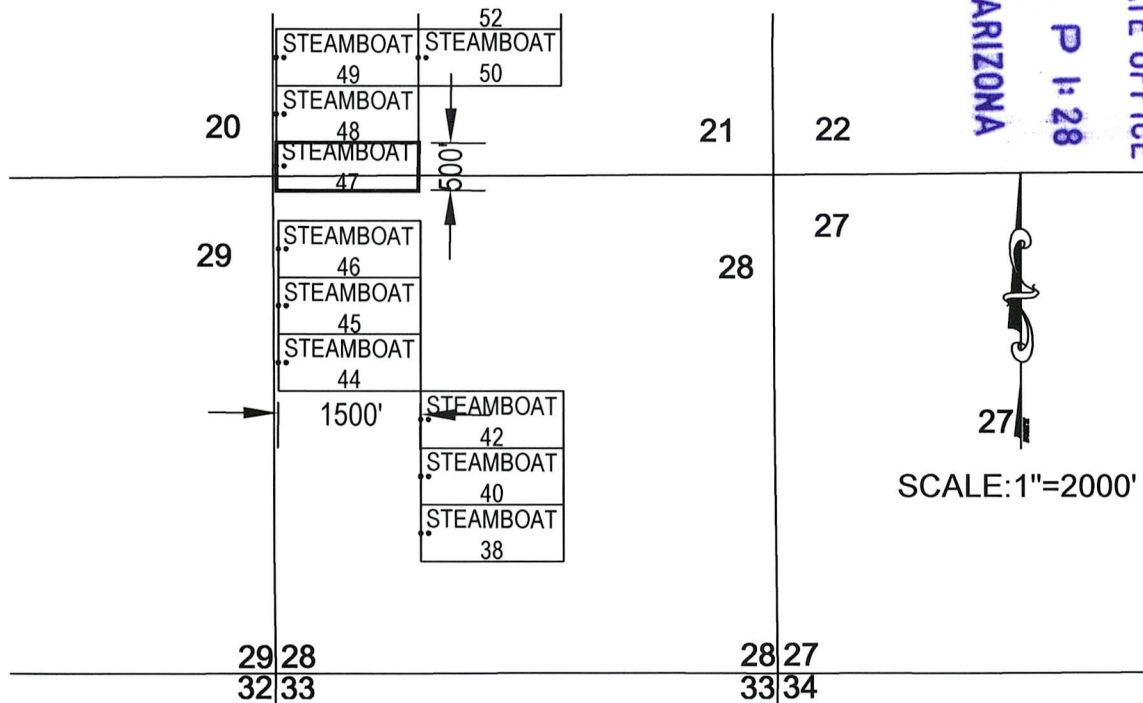 52
STEAMBOAT
49
STEAMBOAT
50
STEAMBOAT
48
STEAMBOAT
47
500'
20
21
22
ARIZONA
P 1:28
OFFICE
29
STEAMBOAT
46
STEAMBOAT
45
STEAMBOAT
44
27
28
1500'
STEAMBOAT
42
STEAMBOAT
40
STEAMBOAT
38
27
SCALE:1"=2000'
29 28
28 27
32 33
33 34